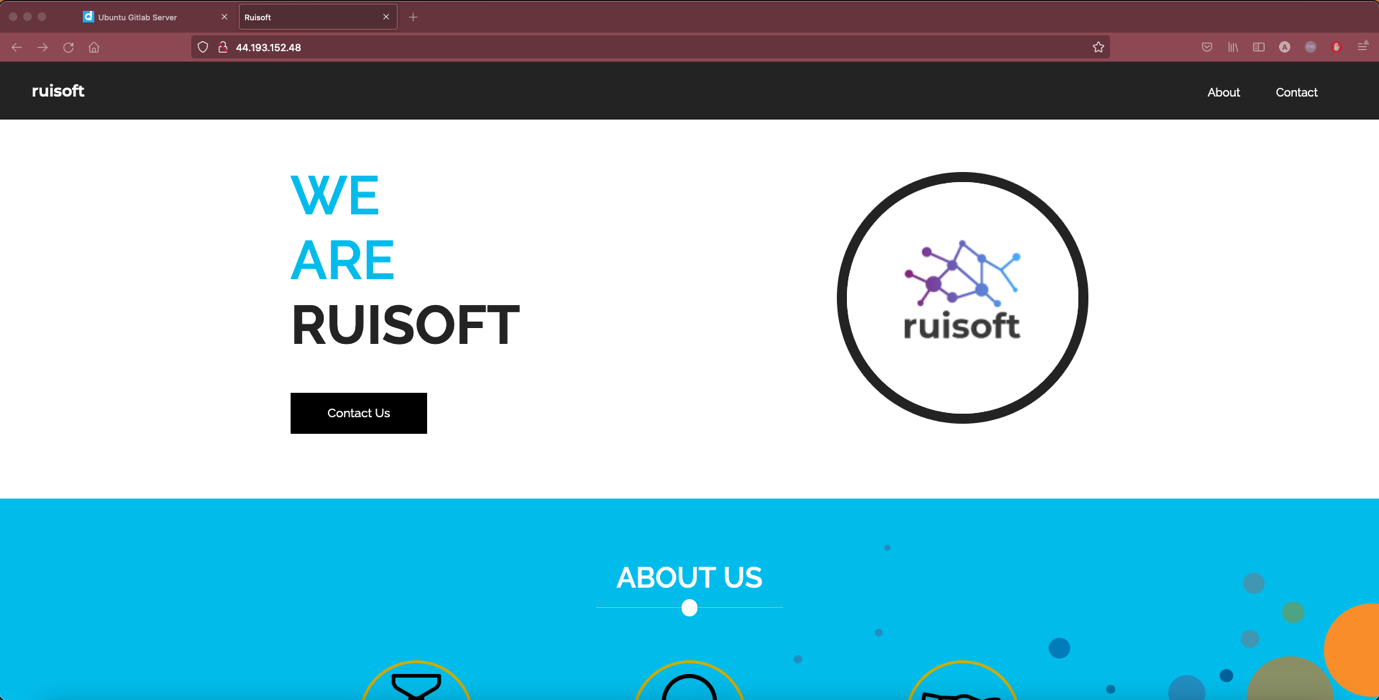 Ubuntu Gitlab Server
Ruisoft
44.193.152.48
ruisoft
About
Contact
WE
ARE
RUISOFT
ruisoft
Contact Us
ABOUT US